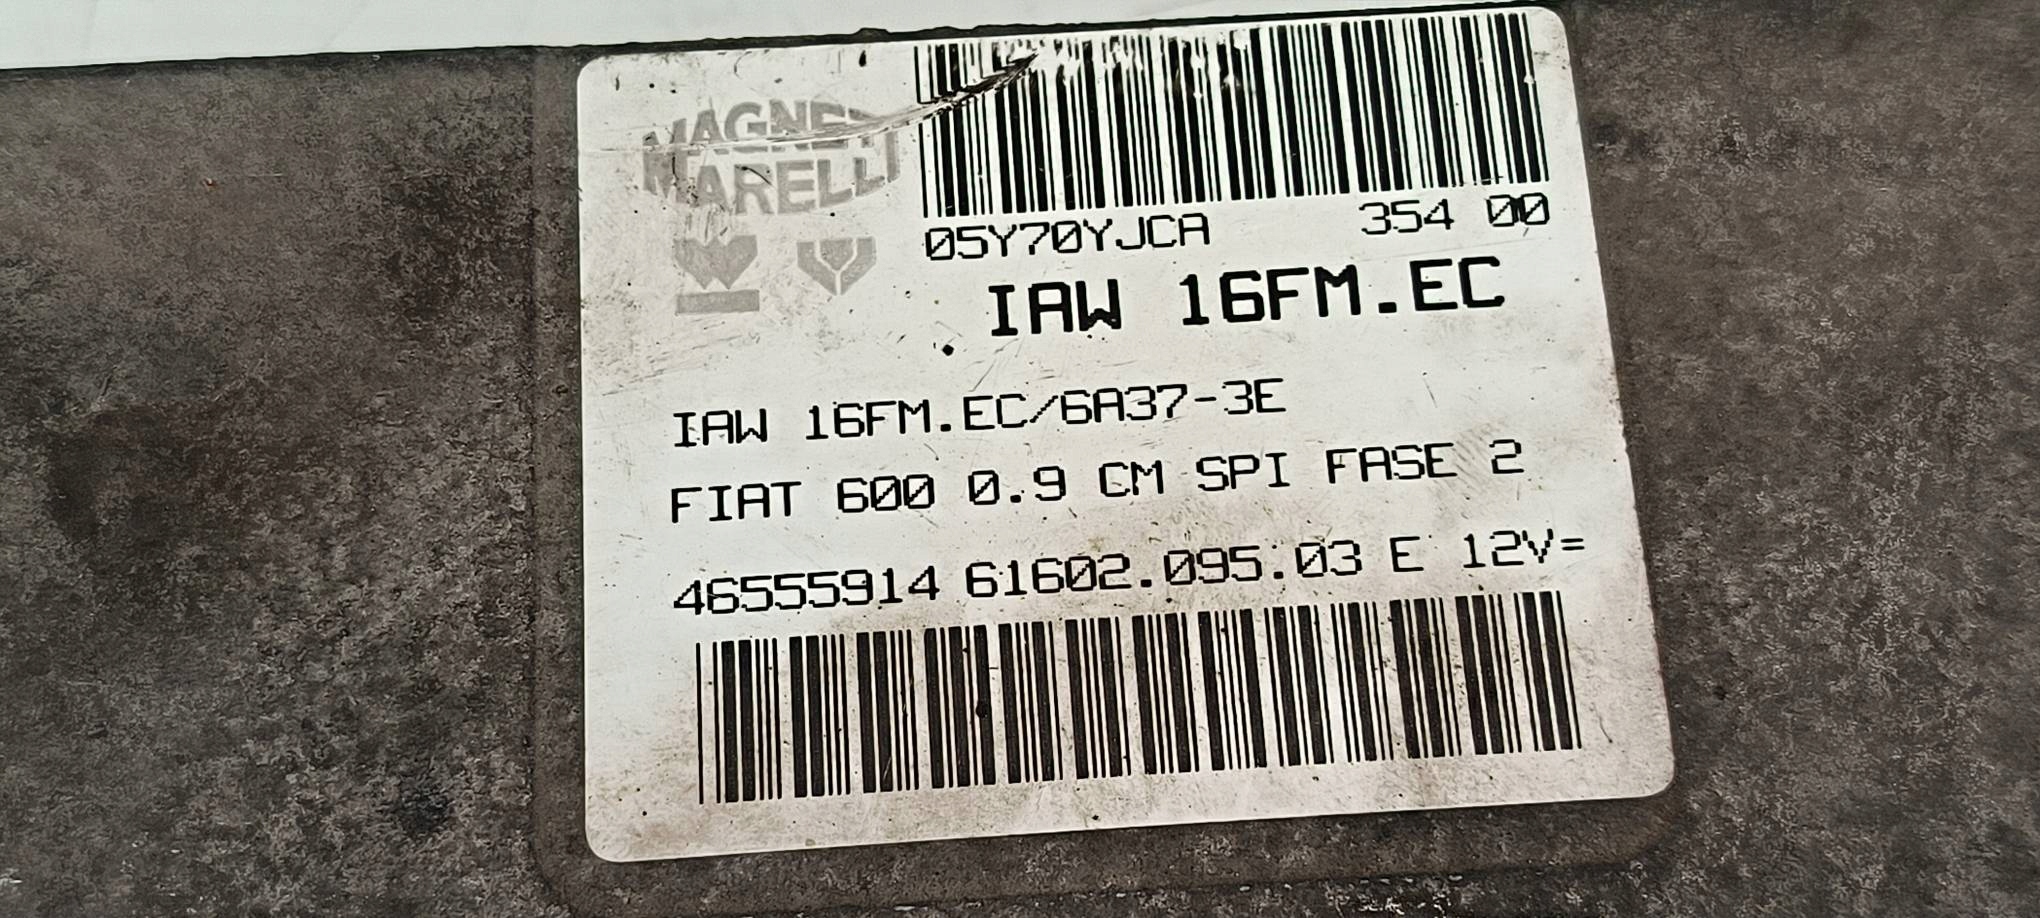 MAGNETI
MARELLI
05Y70YJCA 354 00
IAW 16FM.EC
IAW 16FM.EC/6A37-3E
FIAT 600 0.9 CM SPI FASE 2
46555914 61602.095.03 E 12V=